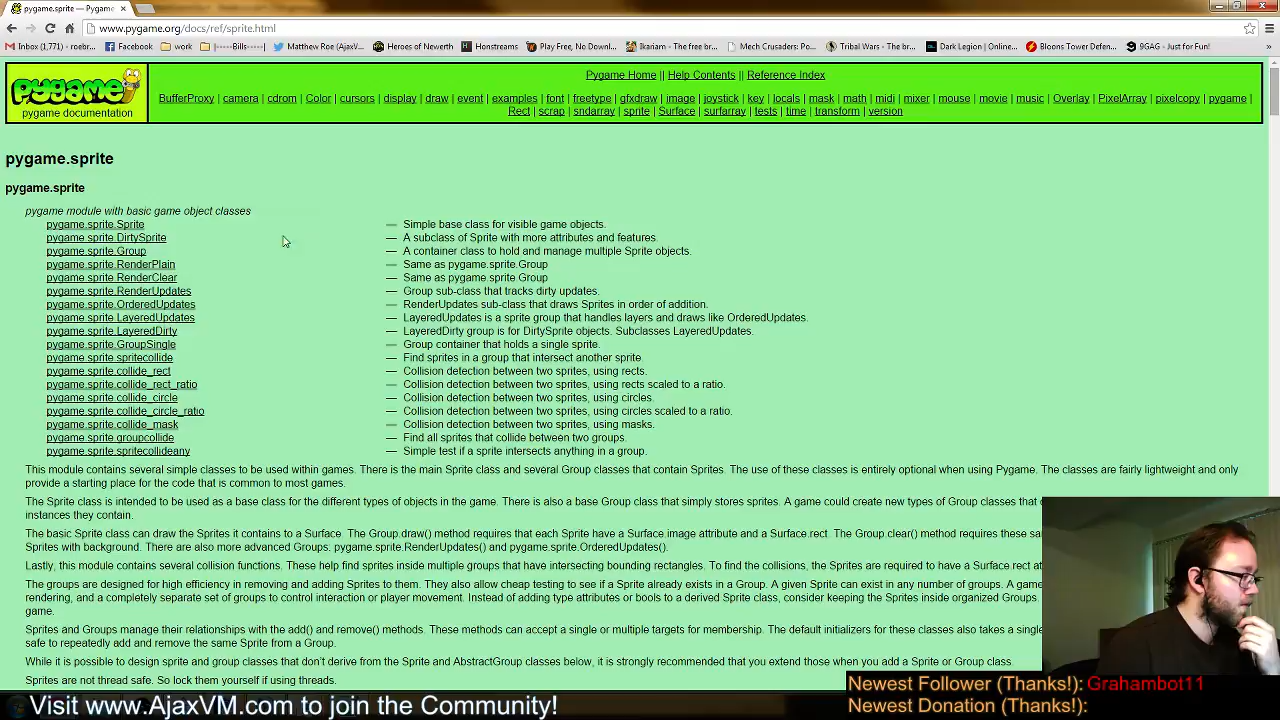 pygame.sprite — Pygame
www.pygame.org/docs/ref/sprite.html
Inbox (1,771) - roebr... Facebook work ---Bills--- Matthew Roe (AjaxV... Heroes of Newerth Honstreams Play Free, No Downl... Ikariam – The free br... Mech Crusaders: Po... Tribal Wars - The br... Dark Legion | Online... Bloons Tower Defen... 9GAG - Just for Fun! »
pygame
pygame documentation
Pygame Home || Help Contents || Reference Index
BufferProxy | camera | cdrom | Color | cursors | display | draw | event | examples | font | freetype | gfxdraw | image | joystick | key | locals | mask | math | midi | mixer | mouse | movie | music | Overlay | PixelArray | pixelcopy | pygame |
Rect | scrap | sndarray | sprite | Surface | surfarray | tests | time | transform | version
pygame.sprite
pygame.sprite
pygame module with basic game object classes
pygame.sprite.Sprite — Simple base class for visible game objects.
pygame.sprite.DirtySprite — A subclass of Sprite with more attributes and features.
pygame.sprite.Group — A container class to hold and manage multiple Sprite objects.
pygame.sprite.RenderPlain — Same as pygame.sprite.Group
pygame.sprite.RenderClear — Same as pygame.sprite.Group
pygame.sprite.RenderUpdates — Group sub-class that tracks dirty updates.
pygame.sprite.OrderedUpdates — RenderUpdates sub-class that draws Sprites in order of addition.
pygame.sprite.LayeredUpdates — LayeredUpdates is a sprite group that handles layers and draws like OrderedUpdates.
pygame.sprite.LayeredDirty — LayeredDirty group is for DirtySprite objects. Subclasses LayeredUpdates.
pygame.sprite.GroupSingle — Group container that holds a single sprite.
pygame.sprite.spritecollide — Find sprites in a group that intersect another sprite.
pygame.sprite.collide_rect — Collision detection between two sprites, using rects.
pygame.sprite.collide_rect_ratio — Collision detection between two sprites, using rects scaled to a ratio.
pygame.sprite.collide_circle — Collision detection between two sprites, using circles.
pygame.sprite.collide_circle_ratio — Collision detection between two sprites, using circles scaled to a ratio.
pygame.sprite.collide_mask — Collision detection between two sprites, using masks.
pygame.sprite.groupcollide — Find all sprites that collide between two groups.
pygame.sprite.spritecollideany — Simple test if a sprite intersects anything in a group.
This module contains several simple classes to be used within games. There is the main Sprite class and several Group classes that contain Sprites. The use of these classes is entirely optional when using Pygame. The classes are fairly lightweight and only
provide a starting place for the code that is common to most games.
The Sprite class is intended to be used as a base class for the different types of objects in the game. There is also a base Group class that simply stores sprites. A game could create new types of Group classes that
instances they contain.
The basic Sprite class can draw the Sprites it contains to a Surface. The Group.draw() method requires that each Sprite have a Surface.image attribute and a Surface.rect. The Group.clear() method requires these
Sprites with background. There are also more advanced Groups: pygame.sprite.RenderUpdates() and pygame.sprite.OrderedUpdates().
Lastly, this module contains several collision functions. These help find sprites inside multiple groups that have intersecting bounding rectangles. To find the collisions, the Sprites are required to have a Surface.rect
The groups are designed for high efficiency in removing and adding Sprites to them. They also allow cheap testing to see if a Sprite already exists in a Group. A given Sprite can exist in any number of groups. A game
rendering, and a completely separate set of groups to control interaction or player movement. Instead of adding type attributes or bools to a derived Sprite class, consider keeping the Sprites inside organized Groups.
game.
Sprites and Groups manage their relationships with the add() and remove() methods. These methods can accept a single or multiple targets for membership. The default initializers for these classes also takes a
safe to repeatedly add and remove the same Sprite from a Group.
While it is possible to design sprite and group classes that don't derive from the Sprite and AbstractGroup classes below, it is strongly recommended that you extend those when you add a Sprite or Group class.
Sprites are not thread safe. So lock them yourself if using threads.
Visit www.AjaxVM.com to join the Community!
Newest Follower (Thanks!): Grahambot11
Newest Donation (Thanks!):